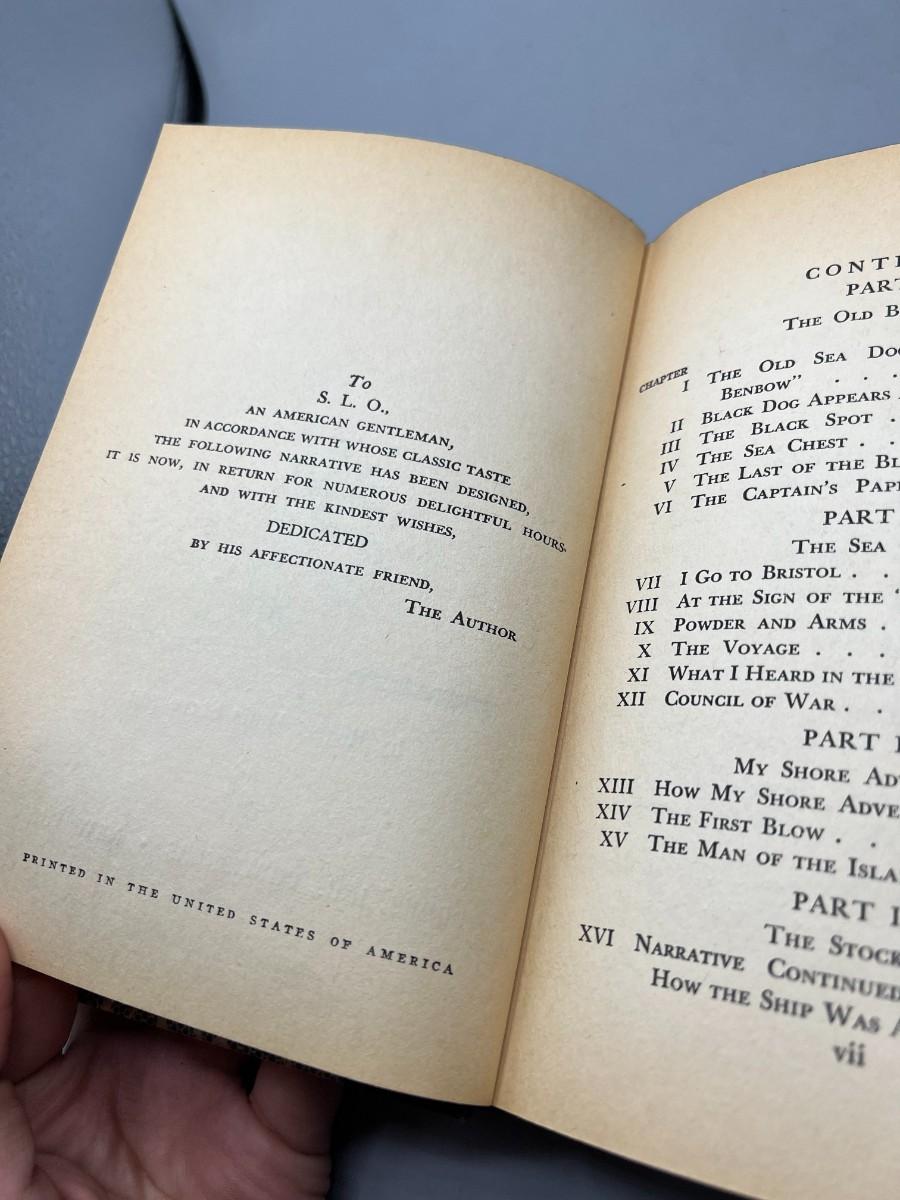 To
S. L. O.,
AN AMERICAN GENTLEMAN,
IN ACCORDANCE WITH WHOSE CLASSIC TASTE
THE FOLLOWING NARRATIVE HAS BEEN DESIGNED,
IT IS NOW, IN RETURN FOR NUMEROUS DELIGHTFUL HOURS
AND WITH THE KINDEST WISHES,
DEDICATED
BY HIS AFFECTIONATE FRIEND,
THE AUTHOR
PRINTED IN THE UNITED STATES OF AMERICA
PART
THE OLD
CHAPTER
I THE OLD SEA
BENBOW" . . .
II BLACK DOG APPEARS
III THE BLACK SPOT .
IV THE SEA CHEST . .
V THE LAST OF THE
VI THE CAPTAIN'S
PART
THE SEA
VII I GO TO BRISTOL . .
VIII AT THE SIGN OF THE "
IX POWDER AND ARMS .
X THE VOYAGE . . .
XI WHAT I HEARD IN THE
XII COUNCIL OF WAR . .
PART
MY SHORE
XIII HOW MY SHORE
XIV THE FIRST BLOW . .
XV THE MAN OF THE
PART
THE
XVI NARRATIVE CONTINUED
HOW THE SHIP WAS
vii